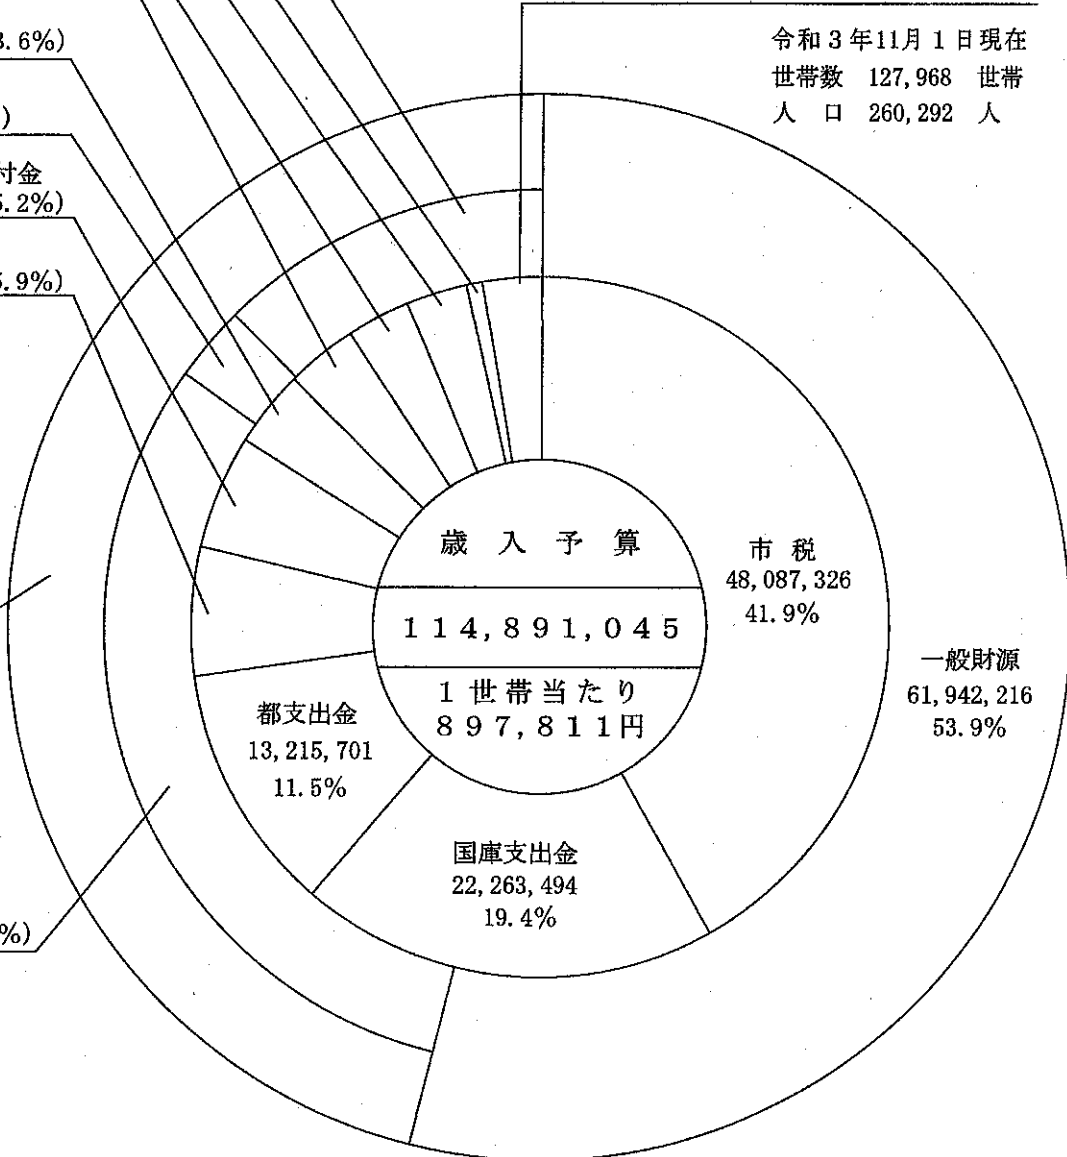 令和3年11月1日現在
世帯数 127,968 世帯
人 口 260,292 人
3.6%)
)
付金
5.2%)
5.9%)
歳入予算
114,891,045
1世帯当たり
897,811円
市税
48,087,326
41.9%
一般財源
61,942,216
53.9%
都支出金
13,215,701
11.5%
国庫支出金
22,263,494
19.4%
%)